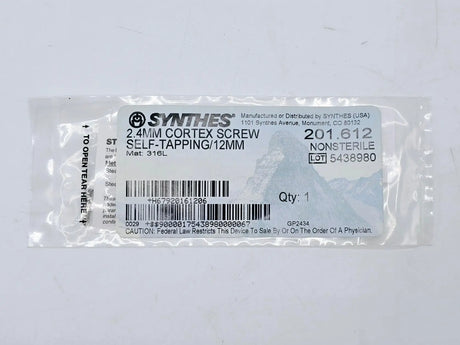 SYNTHES®
Manufactured or Distributed by SYNTHES (USA)
1101 Synthes Avenue, Monument, CO 80132
2.4MM CORTEX SCREW
SELF-TAPPING/12MM
Mat: 316L
201.612
NONSTERILE
LOT 5438980
*H67920161206
Qty: 1
0029
+$$90000175438980000067
GP2434
CAUTION: Federal Law Restricts This Device To Sale By Or On The Order Of A Physician.
TO OPEN TEAR HERE